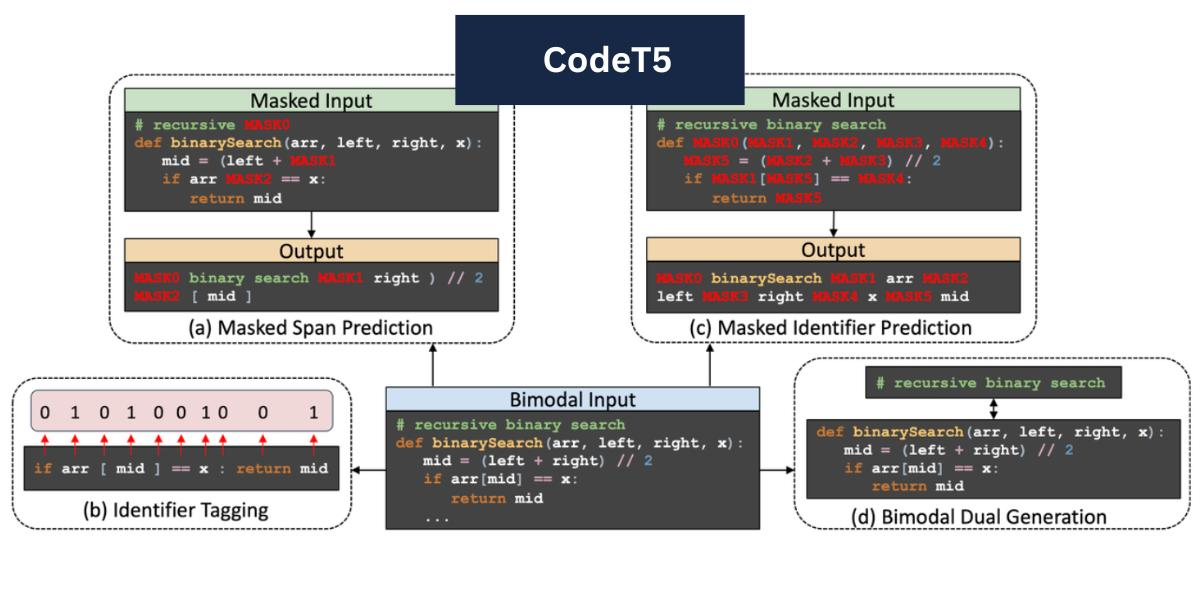 CodeT5
Masked Input
# recursive MASK0
def binarySearch(arr, left, right, x):
mid = (left + MASK1
if arr MASK2 == x:
return mid
Output
MASK0 binary search MASK1 right ) // 2
MASK2 [ mid ]
(a) Masked Span Prediction
Masked Input
# recursive binary search
def MASK0(MASK1, MASK2, MASK3, MASK4):
MASK5 = (MASK2 + MASK3) // 2
if MASK1[MASK5] == MASK4:
return MASK5
Output
MASK0 binarySearch MASK1 arr MASK2
left MASK3 right MASK4 x MASK5 mid
(c) Masked Identifier Prediction
0 1 0 1 0 0 1 0 0 1
if arr [ mid ] == x : return mid
(b) Identifier Tagging
Bimodal Input
# recursive binary search
def binarySearch(arr, left, right, x):
mid = (left + right) // 2
if arr[mid] == x:
return mid
...
# recursive binary search
def binarySearch(arr, left, right, x):
mid = (left + right) // 2
if arr[mid] == x:
return mid
(d) Bimodal Dual Generation